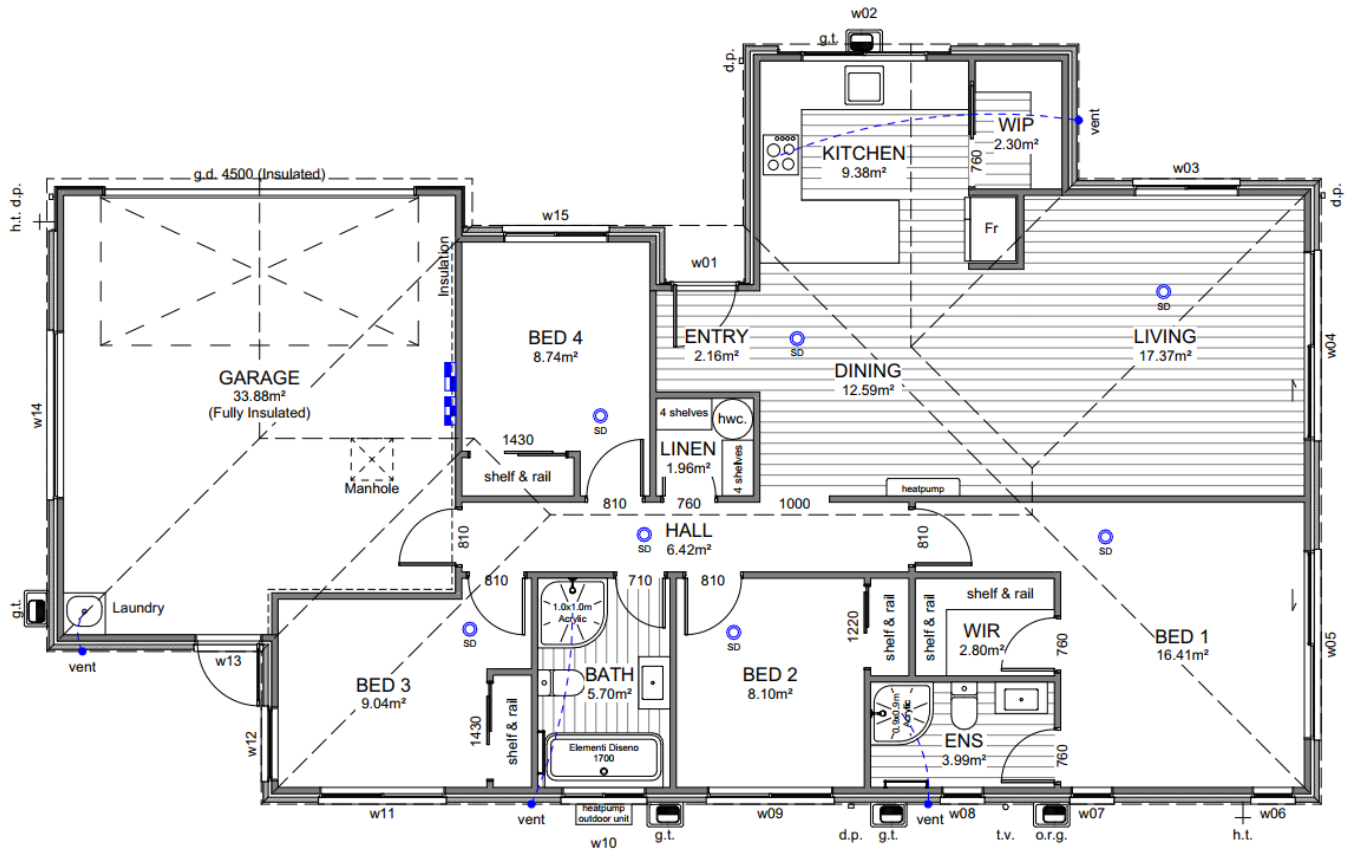 w02
g.t.
d.p.
WIP
2.30m²
vent
KITCHEN
9.38m²
760
w03
d.p.
h.t. d.p.
g.d. 4500 (Insulated)
w15
w01
Fr
Insulation
SD
BED 4
8.74m²
ENTRY
2.16m²
SD
LIVING
17.37m²
w04
DINING
12.59m²
GARAGE
33.88m²
(Fully Insulated)
w14
SD
4 shelves
hwc.
1430
LINEN
1.96m²
4 shelves
shelf & rail
Manhole
heatpump
810
760
1000
HALL
6.42m²
SD
810
810
SD
810
710
810
g.t.
Laundry
1.0x1.0m
Acrylic
1220
shelf & rail
shelf & rail
shelf & rail
WIR
2.80m²
760
SD
SD
BED 1
16.41m²
w05
vent
w13
BED 3
9.04m²
BATH
5.70m²
BED 2
8.10m²
1430
shelf & rail
0.9x0.9m
Acrylic
ENS
3.99m²
760
w12
Elementi Diseno
1700
w11
vent
heatpump
outdoor unit
w10
g.t.
w09
d.p.
g.t.
vent
w08
t.v.
o.r.g.
w07
h.t.
w06